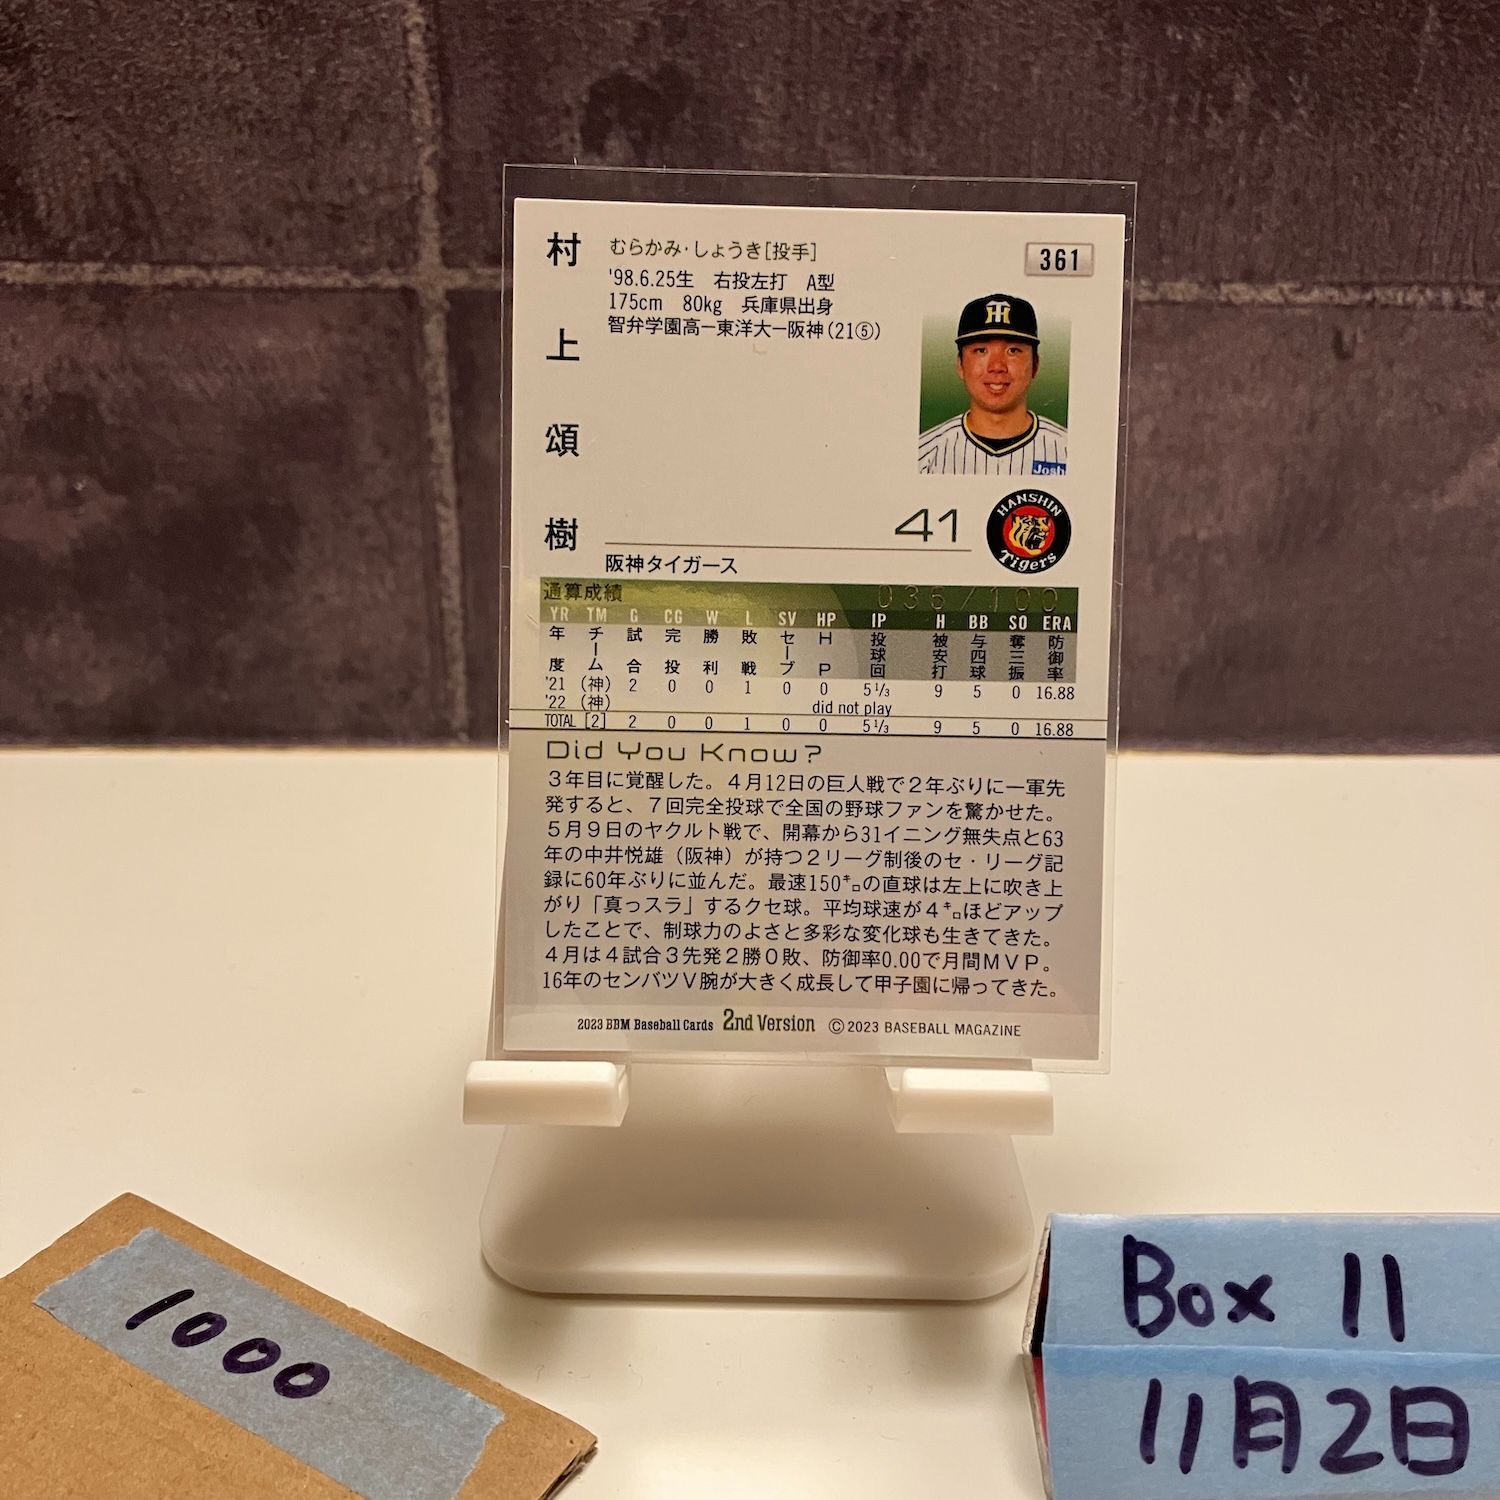 村上頌樹
むらかみ・しょうき[投手]
'98.6.25生 右投左打 A型
175cm 80kg 兵庫県出身
智弁学園高ー東洋大ー阪神(21⑤)
361
Josh
41
HANSHIN
Tigers
阪神タイガース
通算成績
036/100
YR TM G CG W L SV HP IP H BB SO ERA
年度 チーム 試合 完投 勝利 敗戦 セーブ HP 投球回 被安打 与四球 奪三振 防御率
'21 (神) 2 0 0 1 0 0 5 1/3 9 5 0 16.88
'22 (神) did not play
TOTAL [2] 2 0 0 1 0 0 5 1/3 9 5 0 16.88
Did You Know?
3年目に覚醒した。4月12日の巨人戦で2年ぶりに一軍先
発すると、7回完全投球で全国の野球ファンを驚かせた。
5月9日のヤクルト戦で、開幕から31イニング無失点と63
年の中井悦雄（阪神）が持つ2リーグ制後のセ・リーグ記
録に60年ぶりに並んだ。最速150㌔の直球は左上に吹き上
がり「真っスラ」するクセ球。平均球速が4㌔ほどアップ
したことで、制球力のよさと多彩な変化球も生きてきた。
4月は4試合3先発2勝0敗、防御率0.00で月間MVP。
16年のセンバツV腕が大きく成長して甲子園に帰ってきた。
2023 BBM Baseball Cards 2nd Version ©2023 BASEBALL MAGAZINE
1000
Box 11
11月2日